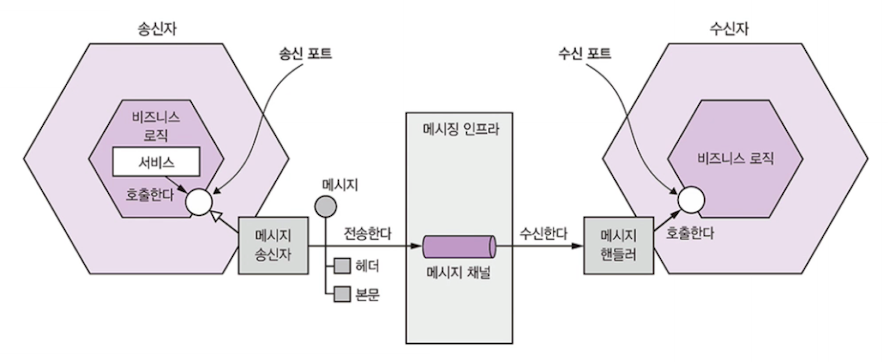 송신자
수신자
송신 포트
수신 포트
비즈니스
로직
서비스
호출한다
메시지
송신자
메시지
전송한다
헤더
본문
메시징 인프라
메시지 채널
수신한다
메시지
핸들러
호출한다
비즈니스 로직